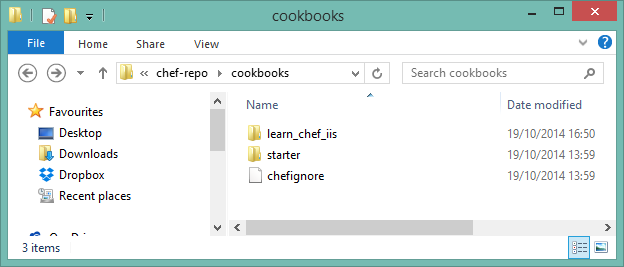 cookbooks
File Home Share View
« chef-repo cookbooks Search cookbooks
Name Date modified
Favourites
Desktop
Downloads
Dropbox
Recent places
learn_chef_iis 19/10/2014 16:50
starter 19/10/2014 13:59
chefignore 19/10/2014 13:59
3 items